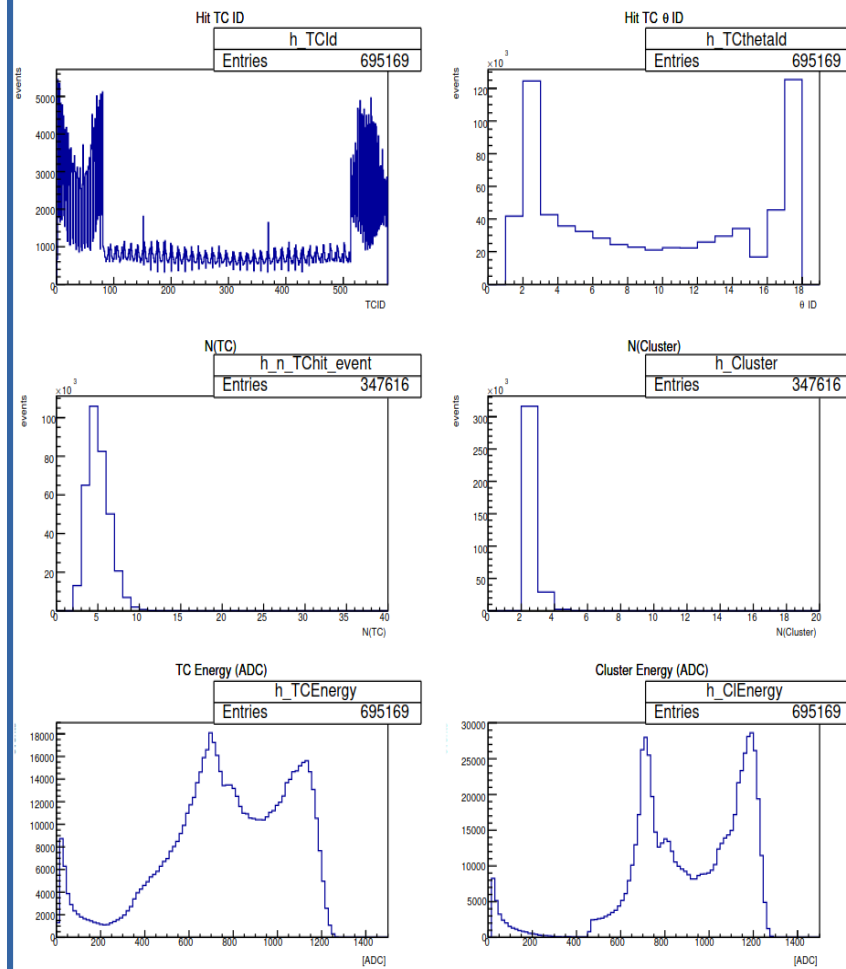 Hit TC ID
h_TCId
Entries 695169
events
5000
4000
3000
2000
1000
0
0 100 200 300 400 500
TCID
Hit TC θ ID
h_TCthetaId
Entries 695169
×10³
events
120
100
80
60
40
20
0
0 2 4 6 8 10 12 14 16 18
θ ID
N(TC)
h_n_TChit_event
Entries 347616
×10³
events
100
80
60
40
20
0
0 5 10 15 20 25 30 35 40
N(TC)
N(Cluster)
h_Cluster
Entries 347616
×10³
events
300
250
200
150
100
50
0
0 2 4 6 8 10 12 14 16 18 20
N(Cluster)
TC Energy (ADC)
h_TCEnergy
Entries 695169
18000
16000
14000
12000
10000
8000
6000
4000
2000
0
0 200 400 600 800 1000 1200 1400
[ADC]
Cluster Energy (ADC)
h_ClEnergy
Entries 695169
30000
25000
20000
15000
10000
5000
0
0 200 400 600 800 1000 1200 1400
[ADC]